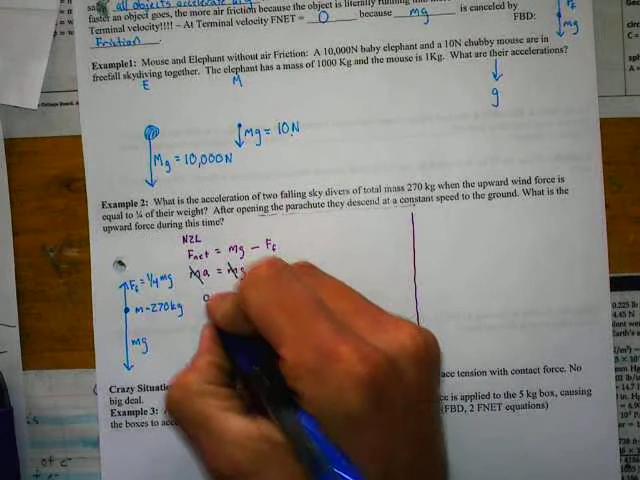 all objects accelerate
faster an object goes, the more air friction because the object is literally running
Terminal velocity!!!! – At Terminal velocity FNET = 0 because mg is canceled by
Friction. FBD:
Ff
mg
Example1: Mouse and Elephant without air Friction: A 10,000N baby elephant and a 10N chubby mouse are in
freefall skydiving together. The elephant has a mass of 1000 Kg and the mouse is 1Kg. What are their accelerations?
E M
g
Mg = 10,000N
Mg = 10N
Example 2: What is the acceleration of two falling sky divers of total mass 270 kg when the upward wind force is
equal to ¼ of their weight? After opening the parachute they descend at a constant speed to the ground. What is the
upward force during this time?
N2L
Fnet = mg - Ff
Ff = 1/4 mg
ma = mg
m=270kg
mg
Crazy
ace tension with contact force. No
big deal.
Example 3:
ce is applied to the 5 kg box, causing
the boxes to
(FBD, 2 FNET equations)